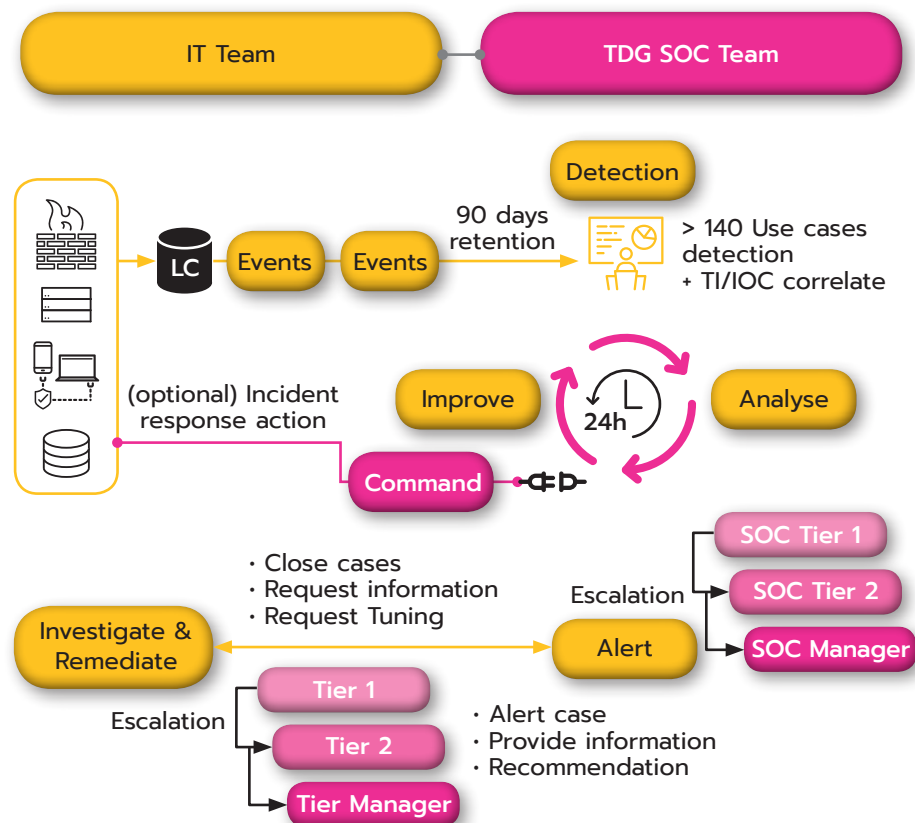 IT Team
TDG SOC Team
Detection
90 days
retention
LC
Events
Events
> 140 Use cases
detection
+ TI/IOC correlate
(optional) Incident
response action
Improve
24h
Analyse
Command
SOC Tier 1
· Close cases
· Request information
· Request Tuning
Escalation
SOC Tier 2
Investigate &
Remediate
Alert
SOC Manager
Tier 1
Escalation
Tier 2
Tier Manager
· Alert case
· Provide information
· Recommendation